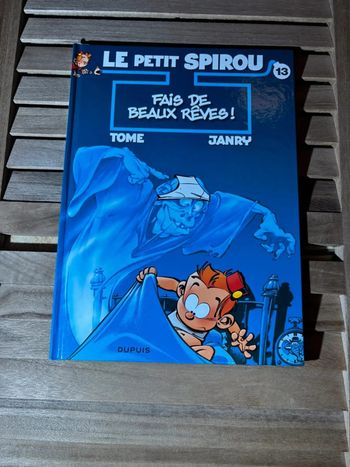 LE PETIT SPIROU
13
FAIS DE
BEAUX RÊVES !
TOME JANRY
DUPUIS